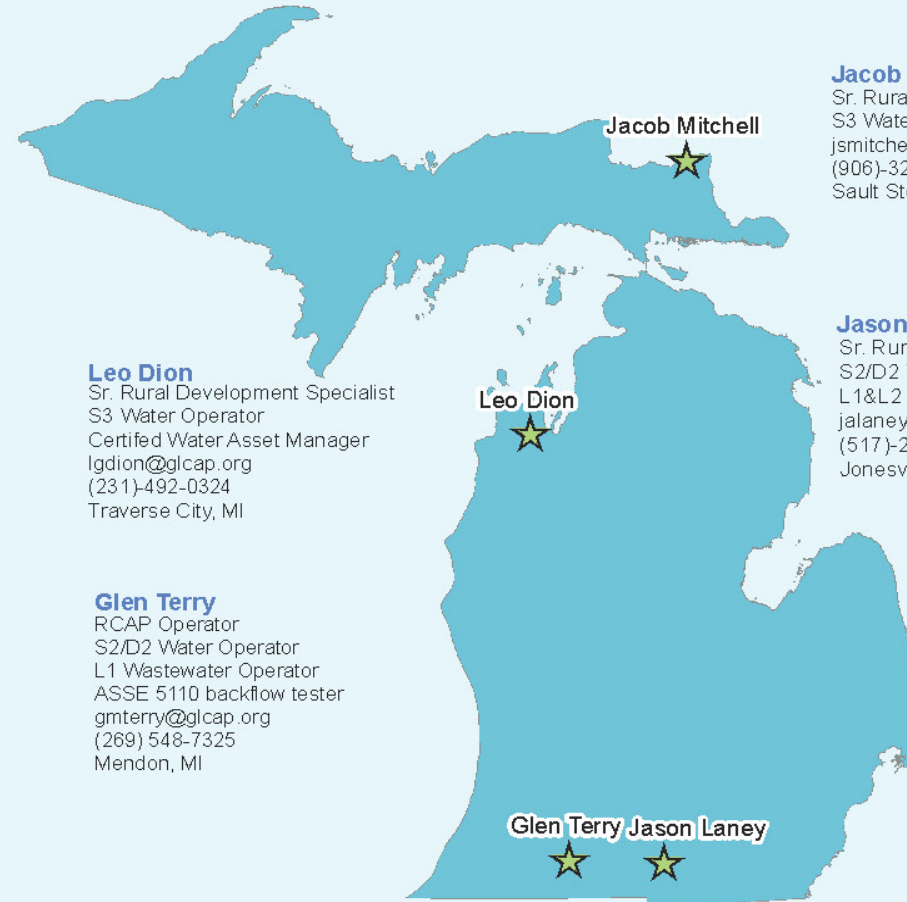 Jacob
Sr. Rura
S3 Wate
jsmitche
(906)-32
Sault St
Jacob Mitchell
Jason
Sr. Rur
S2/D2
L1&L2
jalaney
(517)-2
Jonesv
Leo Dion
Sr. Rural Development Specialist
S3 Water Operator
Certifed Water Asset Manager
lgdion@glcap.org
(231)-492-0324
Traverse City, MI
Leo Dion
Glen Terry
RCAP Operator
S2/D2 Water Operator
L1 Wastewater Operator
ASSE 5110 backflow tester
gmterry@glcap.org
(269) 548-7325
Mendon, MI
Glen Terry
Jason Laney